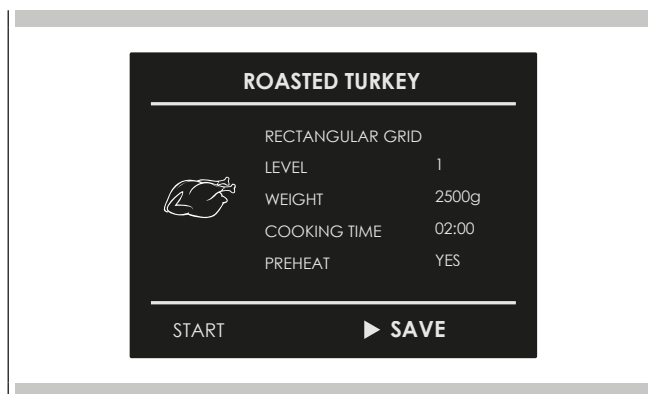 ROASTED TURKEY
RECTANGULAR GRID
LEVEL 1
WEIGHT 2500g
COOKING TIME 02:00
PREHEAT YES
START ▶ SAVE